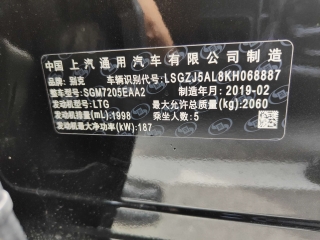 中国上汽通用汽车有限公司制造
品牌: 别克 车辆识别代号: LSGZJ5AL8KH068887
整车型号: SGM7205EAA2 制造年月: 2019-02
发动机型号: LTG 最大允许总质量(kg): 2060
发动机排量(mL): 1998 乘坐人数: 5
发动机最大净功率(kW): 187